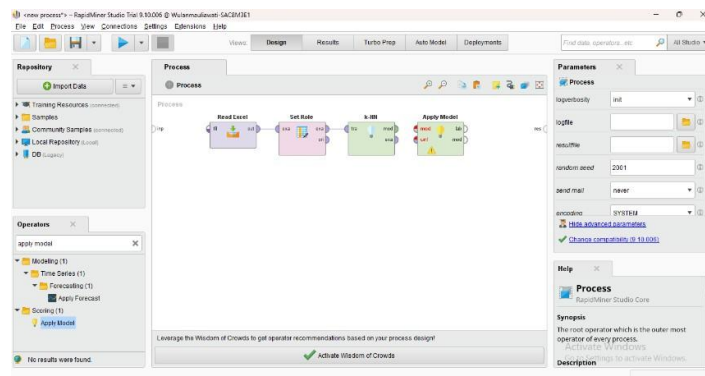 <new process*> – RapidMiner Studio Trial 9.10.006 @ Wulanmauliawati-SAC8M3E1
File Edit Process View Connections Settings Extensions Help
Views: Design Results Turbo Prep Auto Model Deployments
Find data, operators...etc
All Studio
Repository
Import Data
Training Resources (connected)
Samples
Community Samples (connected)
Local Repository (Local)
DB (Legacy)
Operators
apply model
Modeling (1)
Time Series (1)
Forecasting (1)
Apply Forecast
Scoring (1)
Apply Model
No results were found.
Process
Process
Process
inp
Read Excel
fil out
Set Role
exa exa
ori
k-NN
tra mod
exa
Apply Model
mod lab
unl mod
res
Leverage the Wisdom of Crowds to get operator recommendations based on your process design!
Activate Wisdom of Crowds
Parameters
Process
logverbosity init
logfile
resultfile
random seed 2001
send mail never
encoding SYSTEM
Hide advanced parameters
Change compatibility (9.10.006)
Help
Process
RapidMiner Studio Core
Synopsis
The root operator which is the outer most
operator of every process.
Activate Windows
Go to Settings to activate Windows.
Description